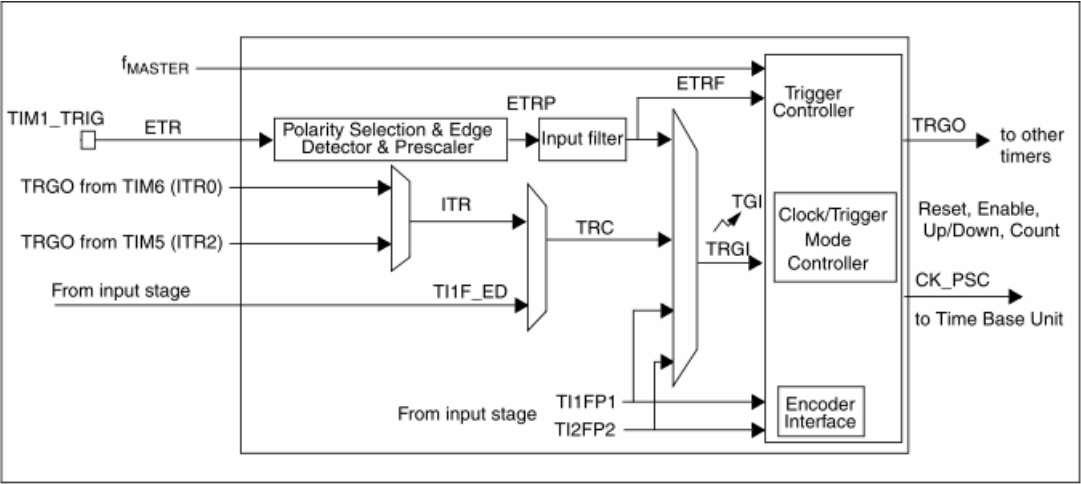 fMASTER
TIM1_TRIG
ETR
Polarity Selection & Edge
Detector & Prescaler
ETRP
Input filter
ETRF
Trigger
Controller
TRGO
to other
timers
TRGO from TIM6 (ITR0)
ITR
TRGO from TIM5 (ITR2)
TRC
TGI
TRGI
Clock/Trigger
Mode
Controller
Reset, Enable,
Up/Down, Count
CK_PSC
to Time Base Unit
From input stage
TI1F_ED
From input stage
TI1FP1
TI2FP2
Encoder
Interface